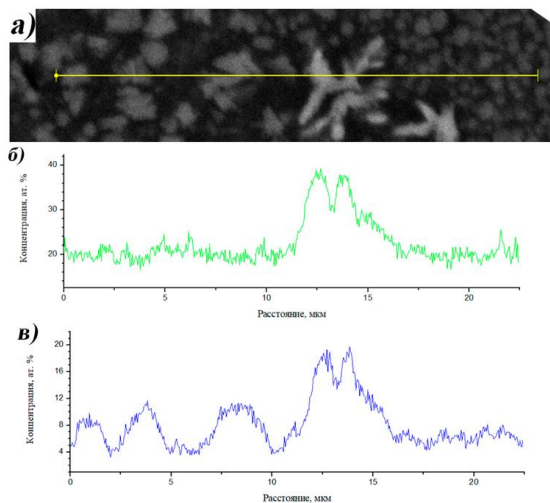 а)
б)
Концентрация, ат. %
40
30
20
0
5
10
15
20
Расстояние, мкм
в)
Концентрация, ат. %
20
16
12
8
4
0
5
10
15
20
Расстояние, мкм